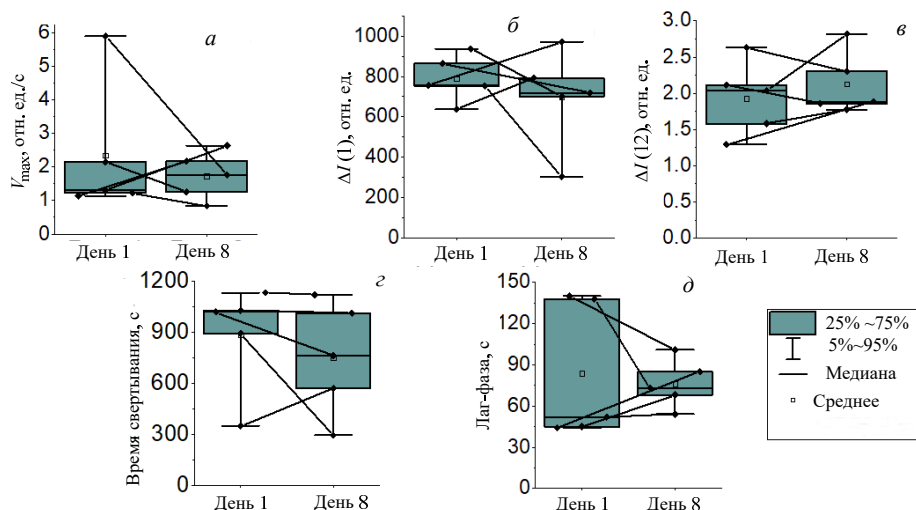 а
V_max, отн. ед./с
6
5
4
3
2
1
0
День 1 День 8
б
ΔI (1), отн. ед.
1000
800
600
400
200
0
День 1 День 8
в
ΔI (12), отн. ед.
3.0
2.5
2.0
1.5
1.0
0.5
0.0
День 1 День 8
г
Время свертывания, с
1200
900
600
300
0
День 1 День 8
д
Лаг-фаза, с
150
120
90
60
30
0
День 1 День 8
25% ~75%
5%~95%
Медиана
Среднее